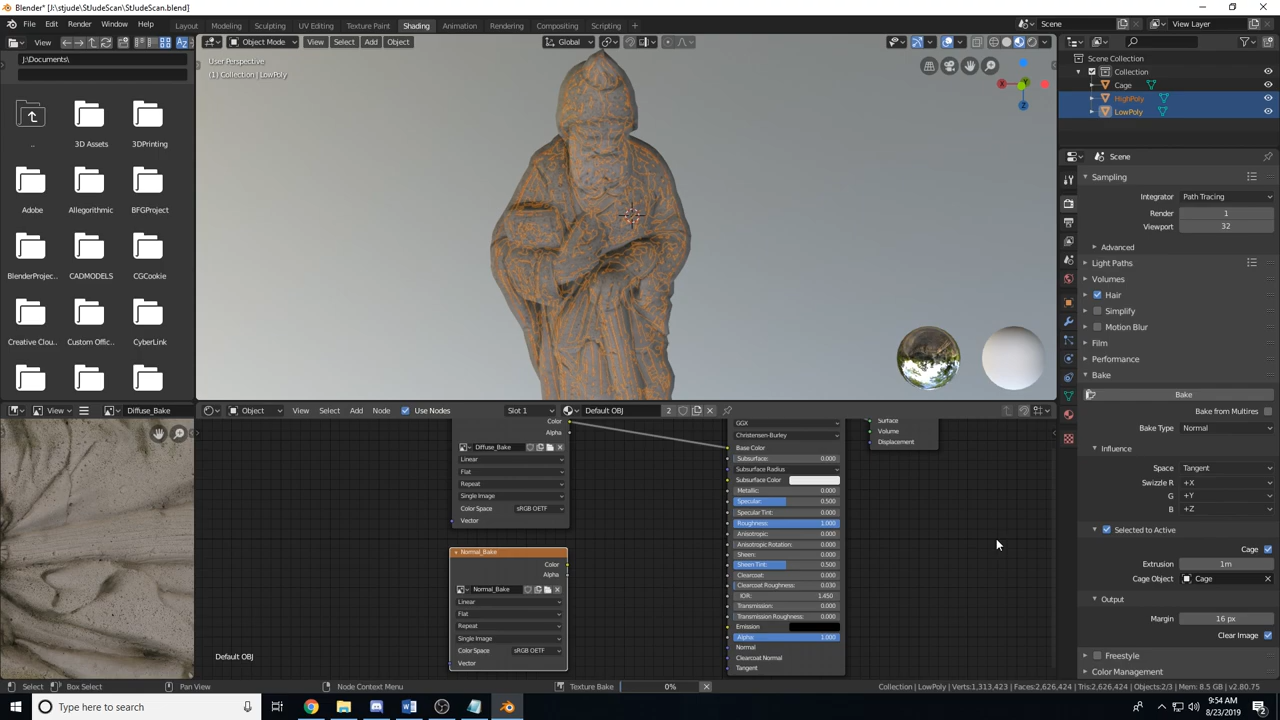 Blender* [J:\stjude\StJudeScan\StJudeScan.blend]
File Edit Render Window Help Layout Modeling Sculpting UV Editing Texture Paint Shading Animation Rendering Compositing Scripting + Scene View Layer
View
J:\Documents\
..
3D Assets
3DPrinting
Adobe
Allegorithmic
BFGProject
BlenderProjec..
CADMODELS
CGCookie
Creative Clou..
Custom Offic..
CyberLink
Object Mode View Select Add Object Global
User Perspective
(1) Collection | LowPoly
Z
Scene Collection
Collection
Cage
HighPoly
LowPoly
Scene
Sampling
Integrator Path Tracing
Render 1
Viewport 32
Advanced
Light Paths
Volumes
Hair
Simplify
Motion Blur
Film
Performance
Bake
Bake
Bake from Multires
Bake Type Normal
Influence
Space Tangent
Swizzle R +X
G +Y
B +Z
Selected to Active
Cage
Extrusion 1m
Cage Object Cage
Output
Margin 16 px
Clear Image
Freestyle
Color Management
View Diffuse_Bake
Object View Select Add Node Use Nodes Slot 1 Default OBJ 2
Color
Alpha
Diffuse_Bake
Linear
Flat
Repeat
Single Image
Color Space sRGB OETF
Vector
Normal_Bake
Color
Alpha
Normal_Bake
Linear
Flat
Repeat
Single Image
Color Space sRGB OETF
Vector
GGX
Christensen-Burley
Base Color
Subsurface: 0.000
Subsurface Radius
Subsurface Color
Metallic: 0.000
Specular: 0.500
Specular Tint: 0.000
Roughness: 1.000
Anisotropic: 0.000
Anisotropic Rotation: 0.000
Sheen: 0.000
Sheen Tint: 0.500
Clearcoat: 0.000
Clearcoat Roughness: 0.030
IOR: 1.450
Transmission: 0.000
Transmission Roughness: 0.000
Emission
Alpha: 1.000
Normal
Clearcoat Normal
Tangent
Surface
Volume
Displacement
Default OBJ
Select Box Select Pan View Node Context Menu Texture Bake 0% Collection | LowPoly | Verts:1,313,423 | Faces:2,626,424 | Tris:2,626,424 | Objects:2/3 | Mem: 8.5 GB | v2.80.75
Type here to search
9:54 AM
8/23/2019